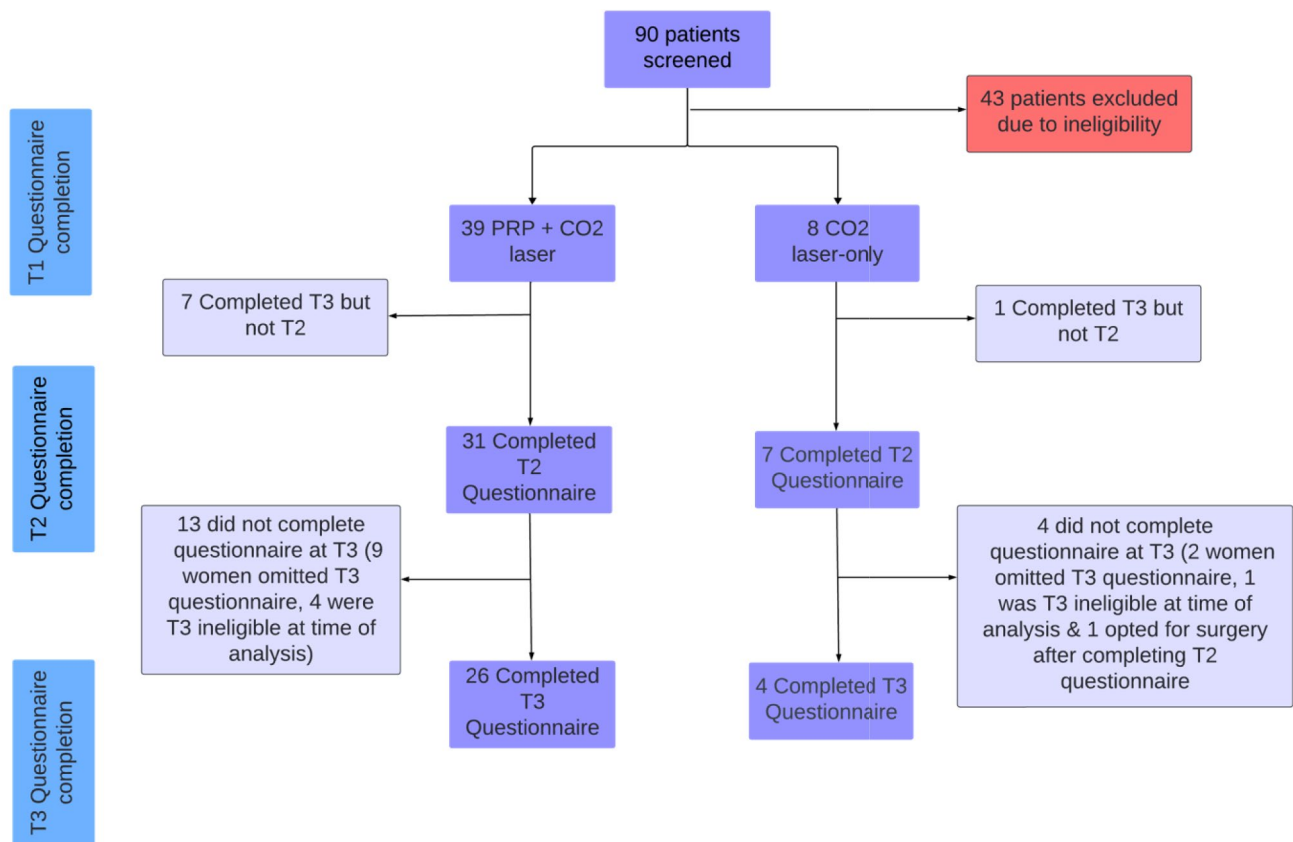 90 patients
screened
43 patients excluded
due to ineligibility
T1 Questionnaire
completion
39 PRP + CO2
laser
8 CO2
laser-only
7 Completed T3 but
not T2
1 Completed T3 but
not T2
T2 Questionnaire
completion
31 Completed
T2
Questionnaire
7 Completed T2
Questionnaire
13 did not complete
questionnaire at T3 (9
women omitted T3
questionnaire, 4 were
T3 ineligible at time of
analysis)
4 did not complete
questionnaire at T3 (2 women
omitted T3 questionnaire, 1
was T3 ineligible at time of
analysis & 1 opted for surgery
after completing T2
questionnaire
T3 Questionnaire
completion
26 Completed
T3
Questionnaire
4 Completed T3
Questionnaire